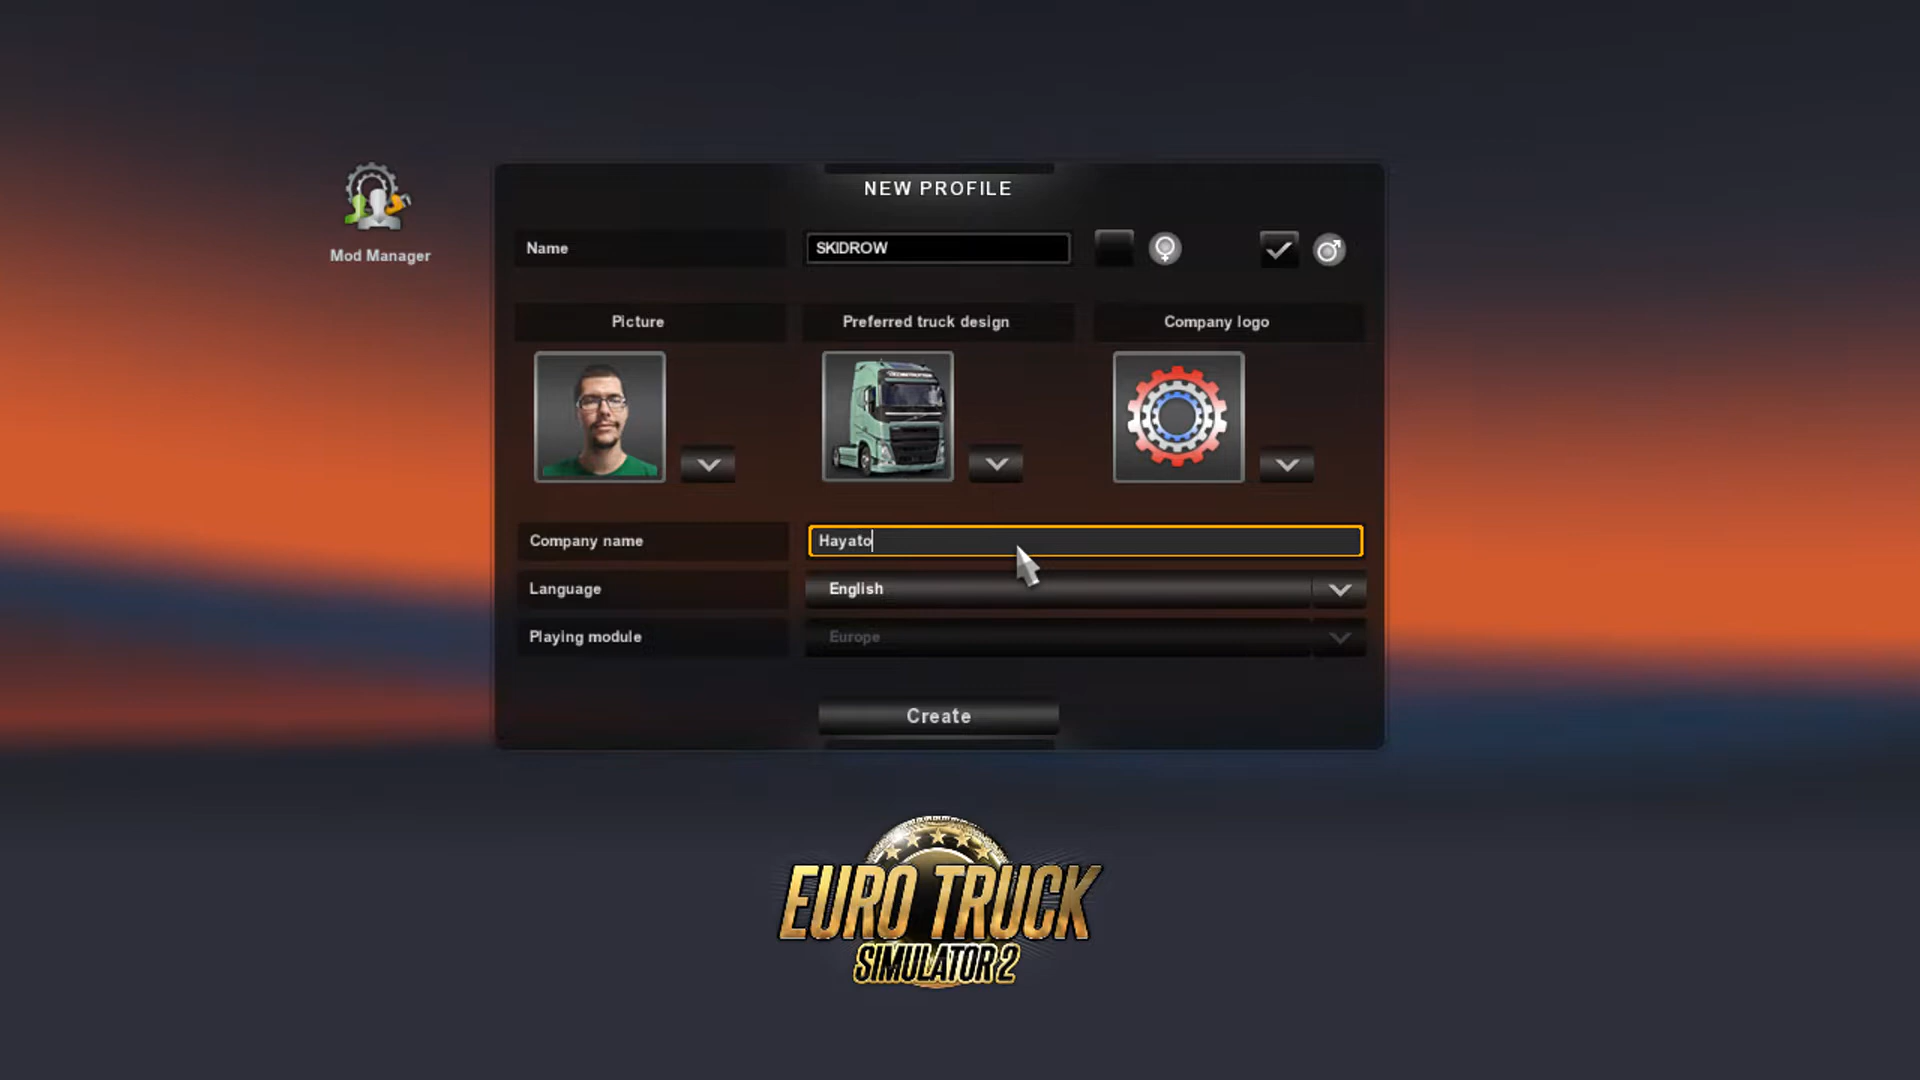 NEW PROFILE
Mod Manager
Name
SKIDROW
Picture
Preferred truck design
Company logo
Company name
Hayato
Language
English
Playing module
Europe
Create
EURO TRUCK
SIMULATOR 2